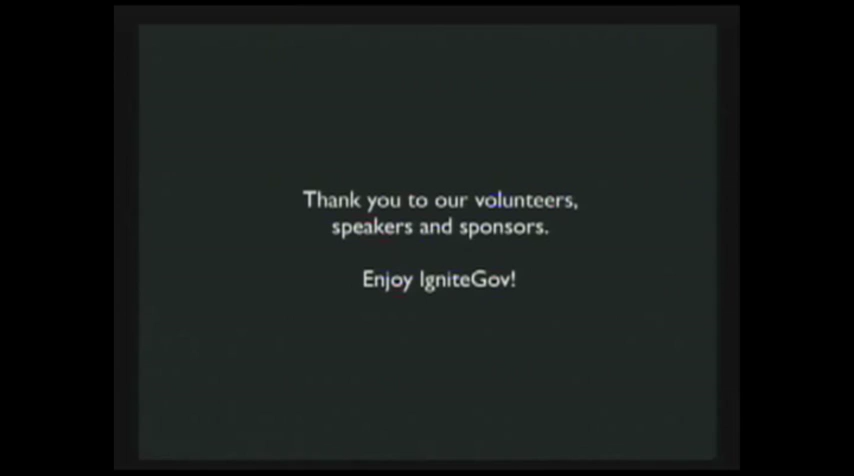 Thank you to our volunteers,
speakers and sponsors.
Enjoy IgniteGov!